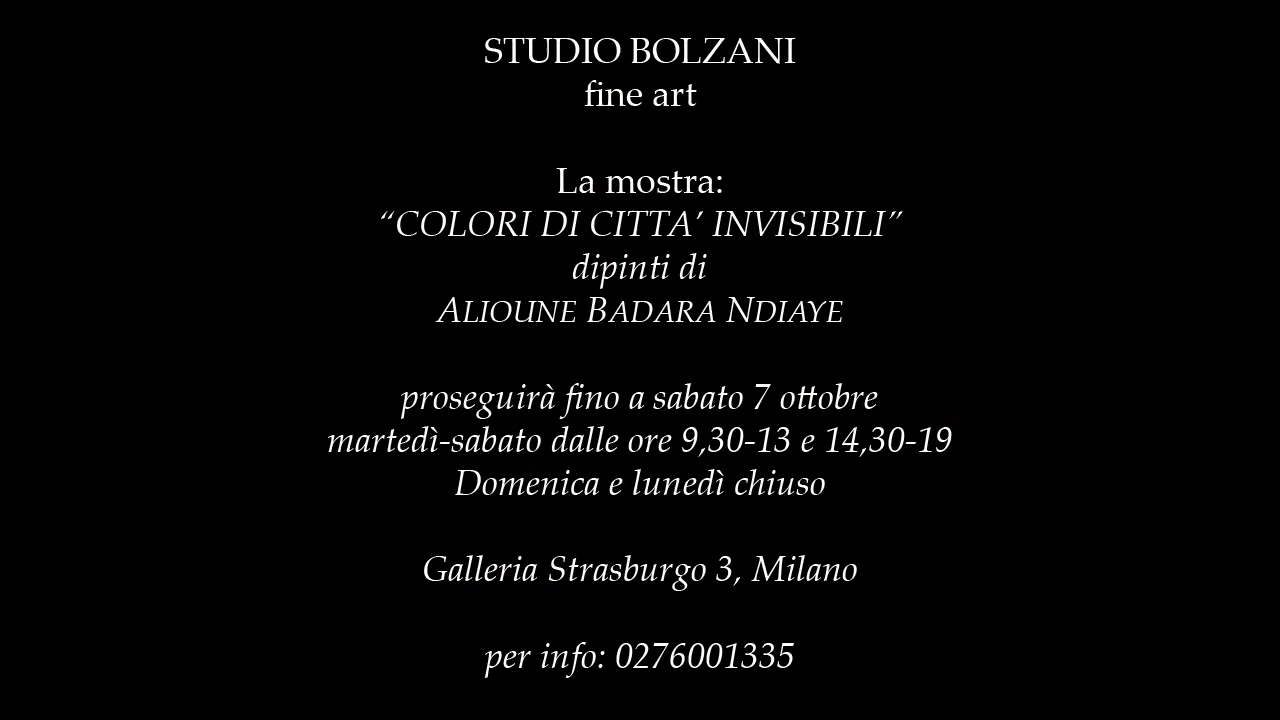 STUDIO BOLZANI
fine art
La mostra:
“COLORI DI CITTA’ INVISIBILI”
dipinti di
ALIOUNE BADARA NDIAYE
proseguirà fino a sabato 7 ottobre
martedì-sabato dalle ore 9,30-13 e 14,30-19
Domenica e lunedì chiuso
Galleria Strasburgo 3, Milano
per info: 0276001335